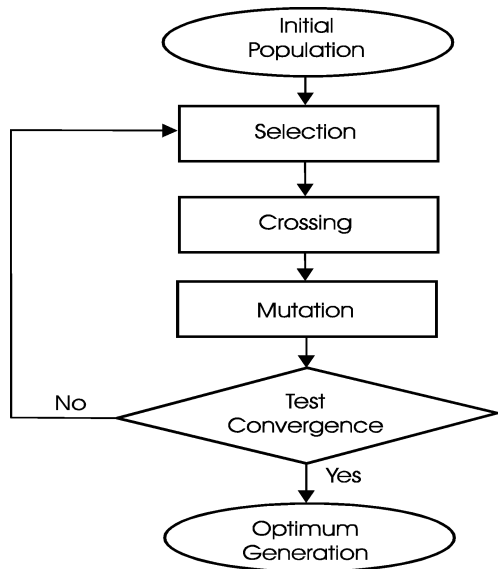 Initial
Population
Selection
Crossing
Mutation
Test
Convergence
No
Yes
Optimum
Generation